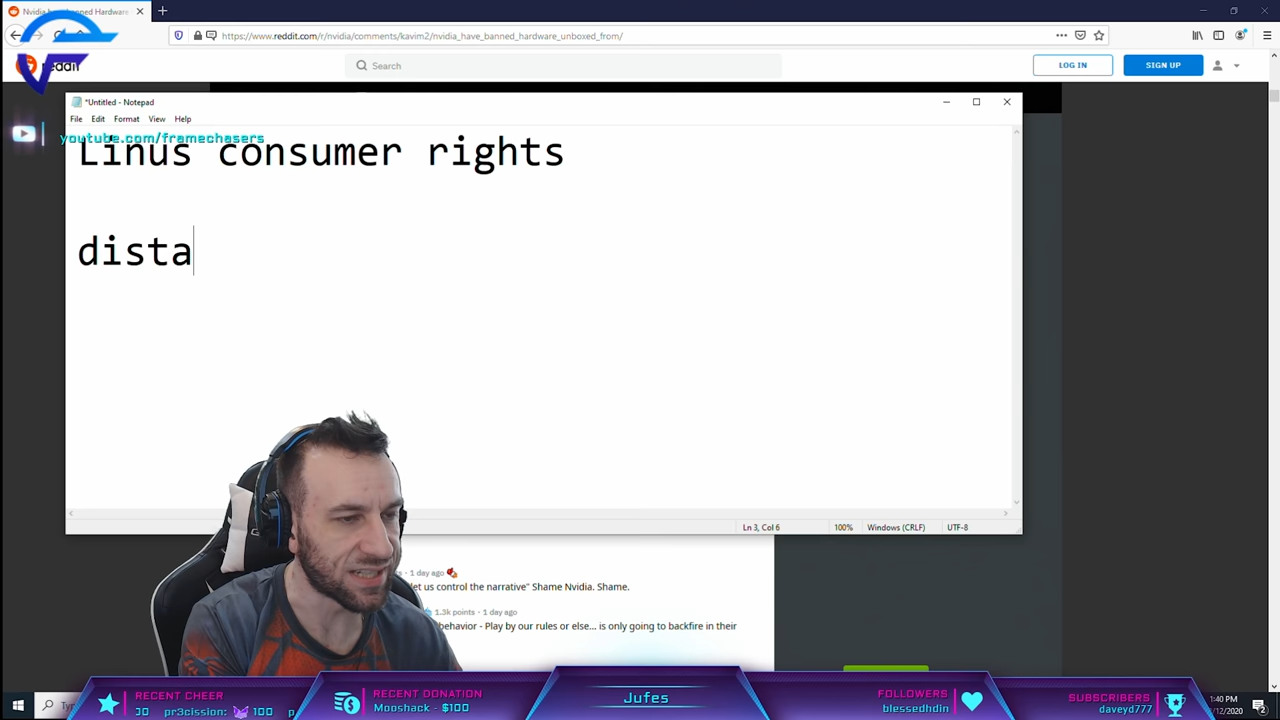 Nvidia have banned Hardware
https://www.reddit.com/r/nvidia/comments/kavim2/nvidia_have_banned_hardware_unboxed_from/
reddit
Search
LOG IN
SIGN UP
*Untitled - Notepad
File Edit Format View Help
youtube.com/framechasers
Linus consumer rights
dista
Ln 3, Col 6
100%
Windows (CRLF)
UTF-8
1 day ago
let us control the narrative" Shame Nvidia. Shame.
1.3k points · 1 day ago
behavior - Play by our rules or else... is only going to backfire in their
RECENT CHEER
pr3cission: 100
RECENT DONATION
Mooshack - $100
Jufes
FOLLOWERS
blessedhdin
SUBSCRIBERS
daveyd777
1:40 PM
/12/2020